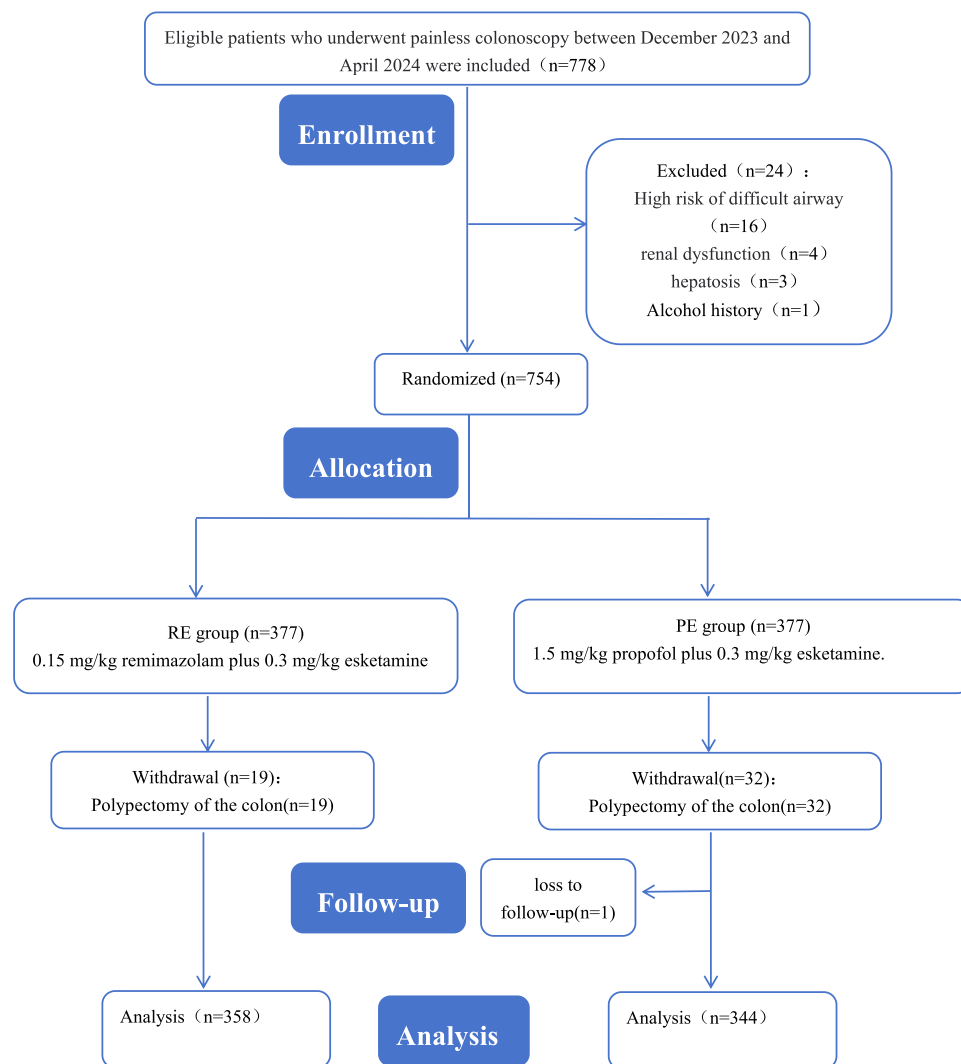 Eligible patients who underwent painless colonoscopy between December 2023 and
April 2024 were included（n=778）
Enrollment
Excluded（n=24）：
High risk of difficult airway
（n=16）
renal dysfunction（n=4）
hepatosis（n=3）
Alcohol history（n=1）
Randomized (n=754)
Allocation
RE group (n=377)
0.15 mg/kg remimazolam plus 0.3 mg/kg esketamine
PE group (n=377)
1.5 mg/kg propofol plus 0.3 mg/kg esketamine.
Withdrawal (n=19)：
Polypectomy of the colon(n=19)
Withdrawal(n=32)：
Polypectomy of the colon(n=32)
Follow-up
loss to
follow-up(n=1)
Analysis（n=358）
Analysis
Analysis（n=344）